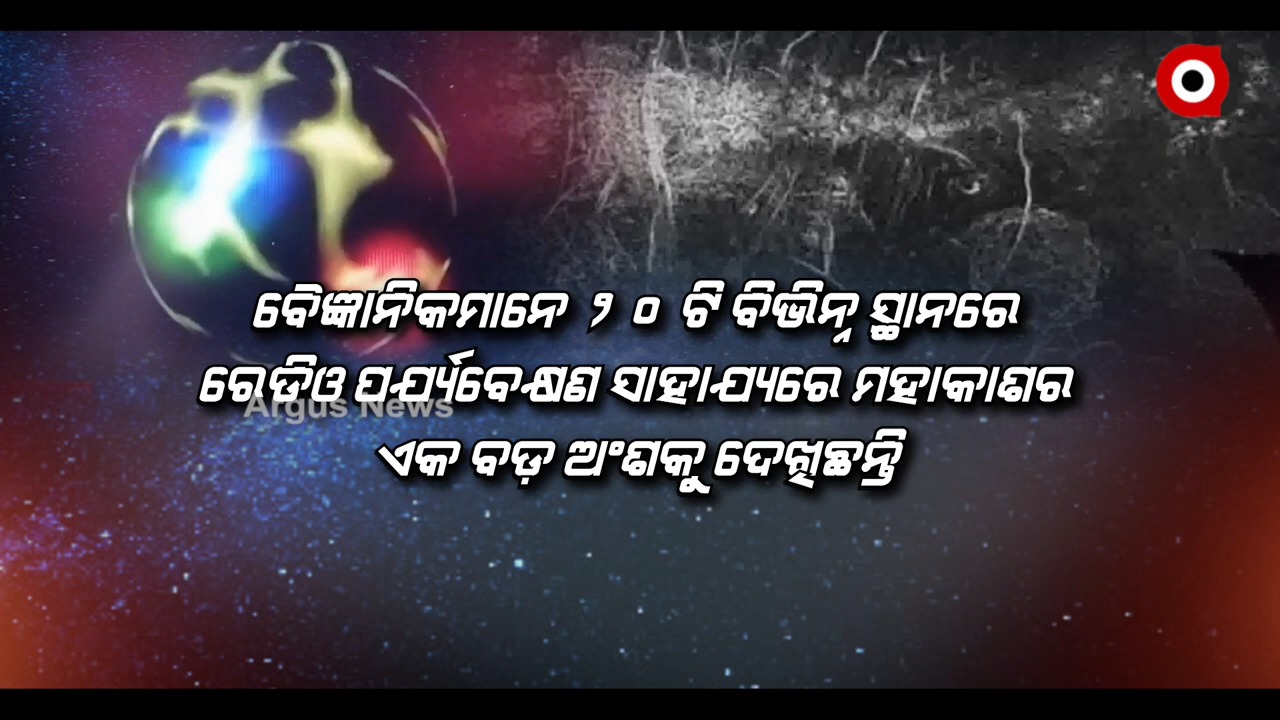 ବୈଜ୍ଞାନିକମାନେ ୨ ୦ ଟି ବିଭିନ୍ନ ସ୍ଥାନରେ
ରେଡିଓ ପର୍ଯ୍ୟବେକ୍ଷଣ ସାହାଯ୍ୟରେ ମହାକାଶର
Argus News
ଏକ ବଡ଼ ଅଂଶକୁ ଦେଖିଛନ୍ତି